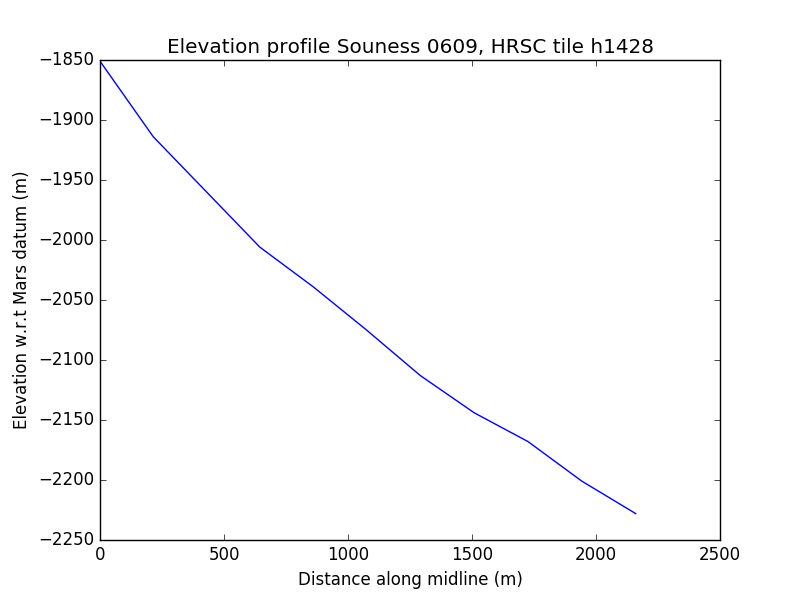 Elevation profile Souness 0609, HRSC tile h1428
−1850
−1900
−1950
−2000
−2050
−2100
−2150
−2200
−2250
Elevation w.r.t Mars datum (m)
0 500 1000 1500 2000 2500
Distance along midline (m)